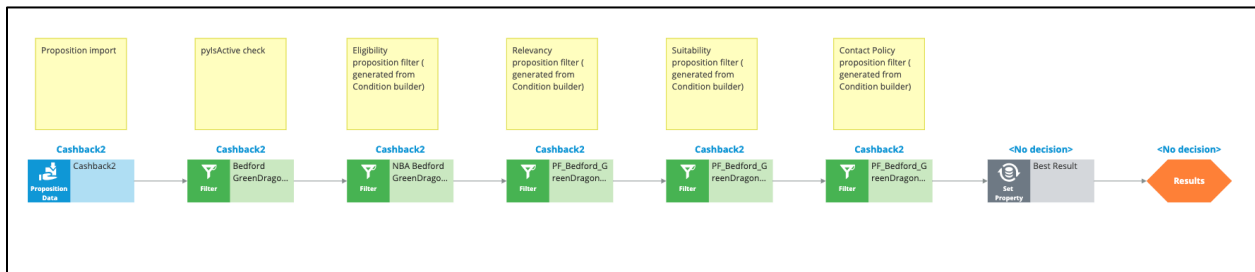 Proposition import
pyIsActive check
Eligibility
proposition filter (
generated from
Condition builder)
Relevancy
proposition filter (
generated from
Condition builder)
Suitability
proposition filter (
generated from
Condition builder)
Contact Policy
proposition filter (
generated from
Condition builder)
Cashback2
Cashback2
Proposition
Data
Cashback2
Bedford
GreenDrago...
Filter
Cashback2
NBA Bedford
GreenDrago...
Filter
Cashback2
PF_Bedford_G
reenDragon...
Filter
Cashback2
PF_Bedford_G
reenDragon...
Filter
Cashback2
PF_Bedford_G
reenDragon...
Filter
<No decision>
Best Result
Set
Property
<No decision>
Results